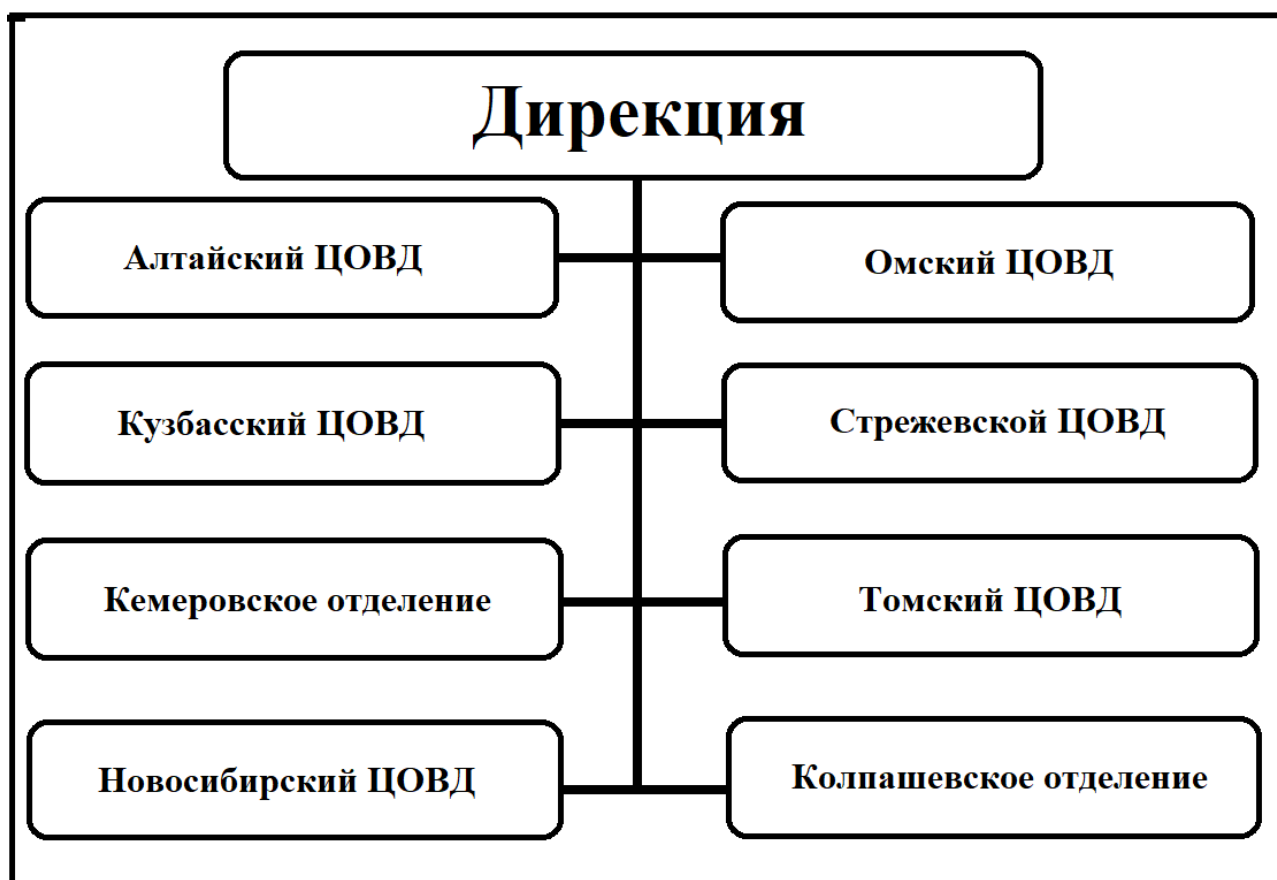 Дирекция
Алтайский ЦОВД
Омский ЦОВД
Кузбасский ЦОВД
Стрежевской ЦОВД
Кемеровское отделение
Томский ЦОВД
Новосибирский ЦОВД
Колпашевское отделение